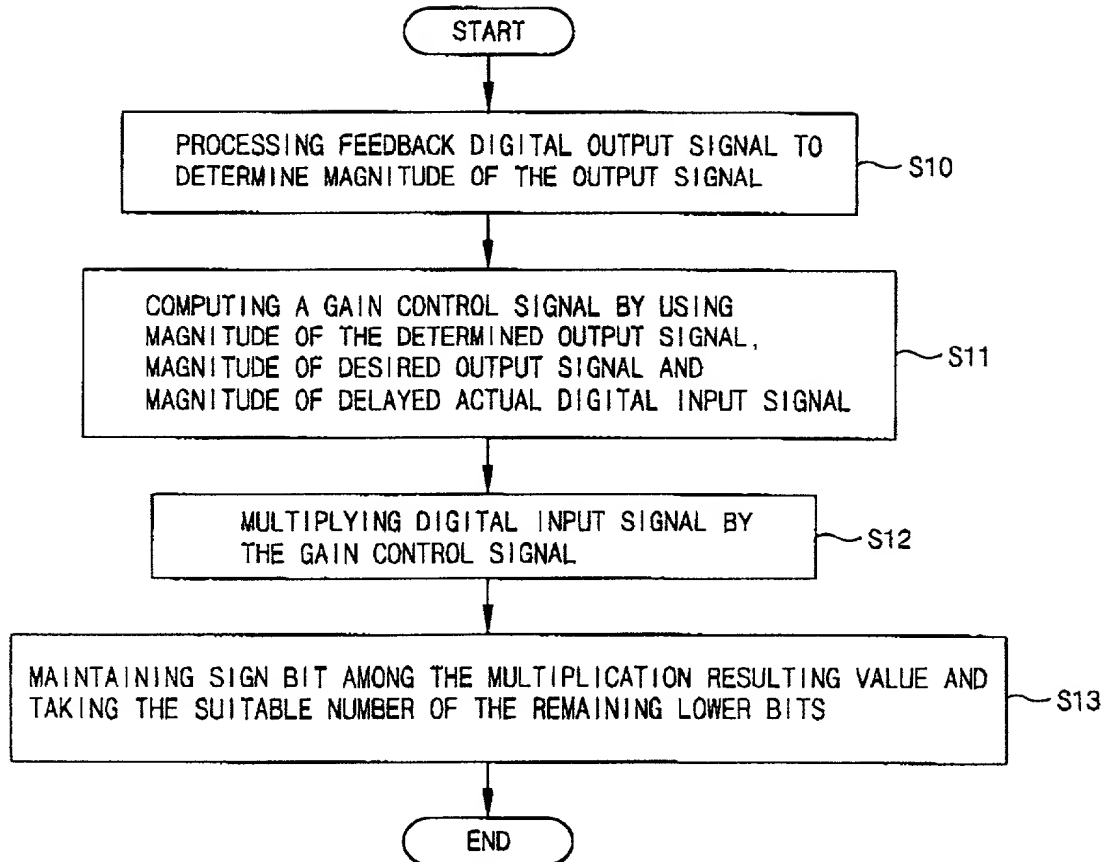 START
PROCESSING FEEDBACK DIGITAL OUTPUT SIGNAL TO
DETERMINE MAGNITUDE OF THE OUTPUT SIGNAL
S10
COMPUTING A GAIN CONTROL SIGNAL BY USING
MAGNITUDE OF THE DETERMINED OUTPUT SIGNAL,
MAGNITUDE OF DESIRED OUTPUT SIGNAL AND
MAGNITUDE OF DELAYED ACTUAL DIGITAL INPUT SIGNAL
S11
MULTIPLYING DIGITAL INPUT SIGNAL BY
THE GAIN CONTROL SIGNAL
S12
MAINTAINING SIGN BIT AMONG THE MULTIPLICATION RESULTING VALUE AND
TAKING THE SUITABLE NUMBER OF THE REMAINING LOWER BITS
S13
END